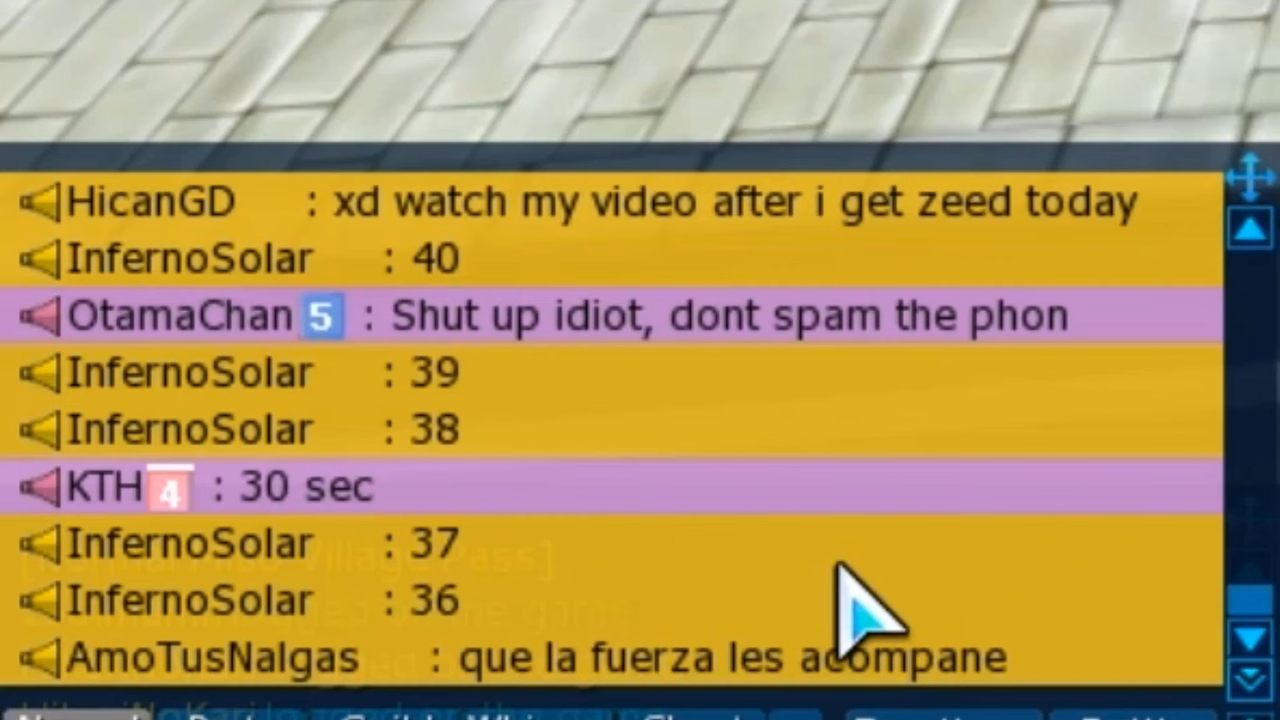 HicanGD : xd watch my video after i get zeed today
InfernoSolar : 40
OtamaChan 5 : Shut up idiot, dont spam the phon
InfernoSolar : 39
InfernoSolar : 38
KTH 4 : 30 sec
InfernoSolar : 37
InfernoSolar : 36
AmoTusNalgas : que la fuerza les acompane